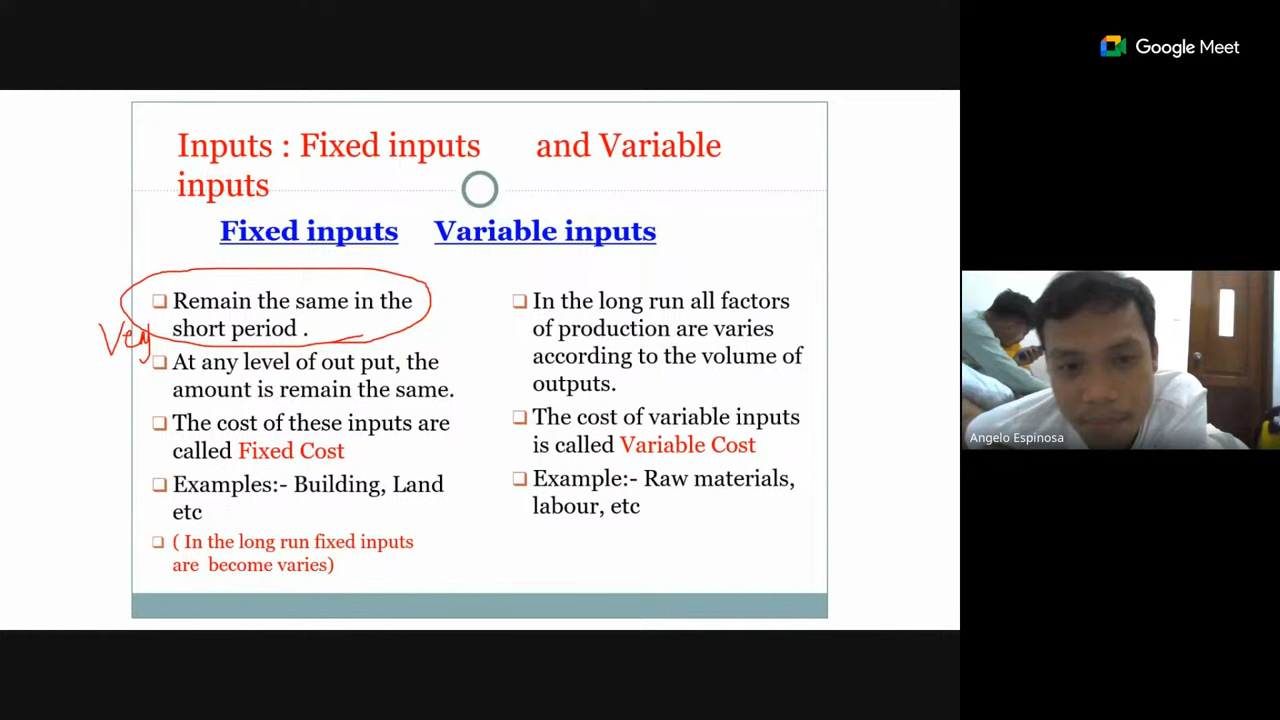 Google Meet
Inputs : Fixed inputs and Variable
inputs
Fixed inputs Variable inputs
❑ Remain the same in the
short period .
Very
❑ At any level of out put, the
amount is remain the same.
❑ The cost of these inputs are
called Fixed Cost
❑ Examples:- Building, Land
etc
❑ ( In the long run fixed inputs
are become varies)
❑ In the long run all factors
of production are varies
according to the volume of
outputs.
❑ The cost of variable inputs
is called Variable Cost
❑ Example:- Raw materials,
labour, etc
Angelo Espinosa